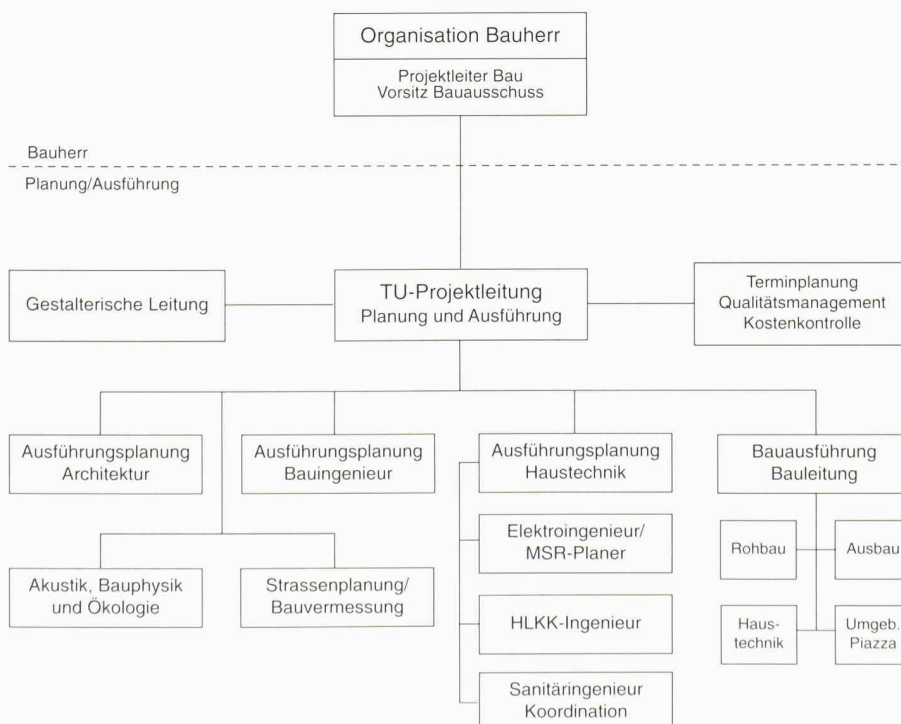 Organisation Bauherr
Projektleiter Bau
Vorsitz Bauausschuss
Bauherr
Planung/Ausführung
Gestalterische Leitung
TU-Projektleitung
Planung und Ausführung
Terminplanung
Qualitätsmanagement
Kostenkontrolle
Ausführungsplanung
Architektur
Ausführungsplanung
Bauingenieur
Ausführungsplanung
Haustechnik
Bauausführung
Bauleitung
Elektroingenieur/
MSR-Planer
Rohbau
Ausbau
Akustik, Bauphysik
und Ökologie
Strassenplanung/
Bauvermessung
HLKK-Ingenieur
Haus-
technik
Umgeb.
Piazza
Sanitäringenieur
Koordination